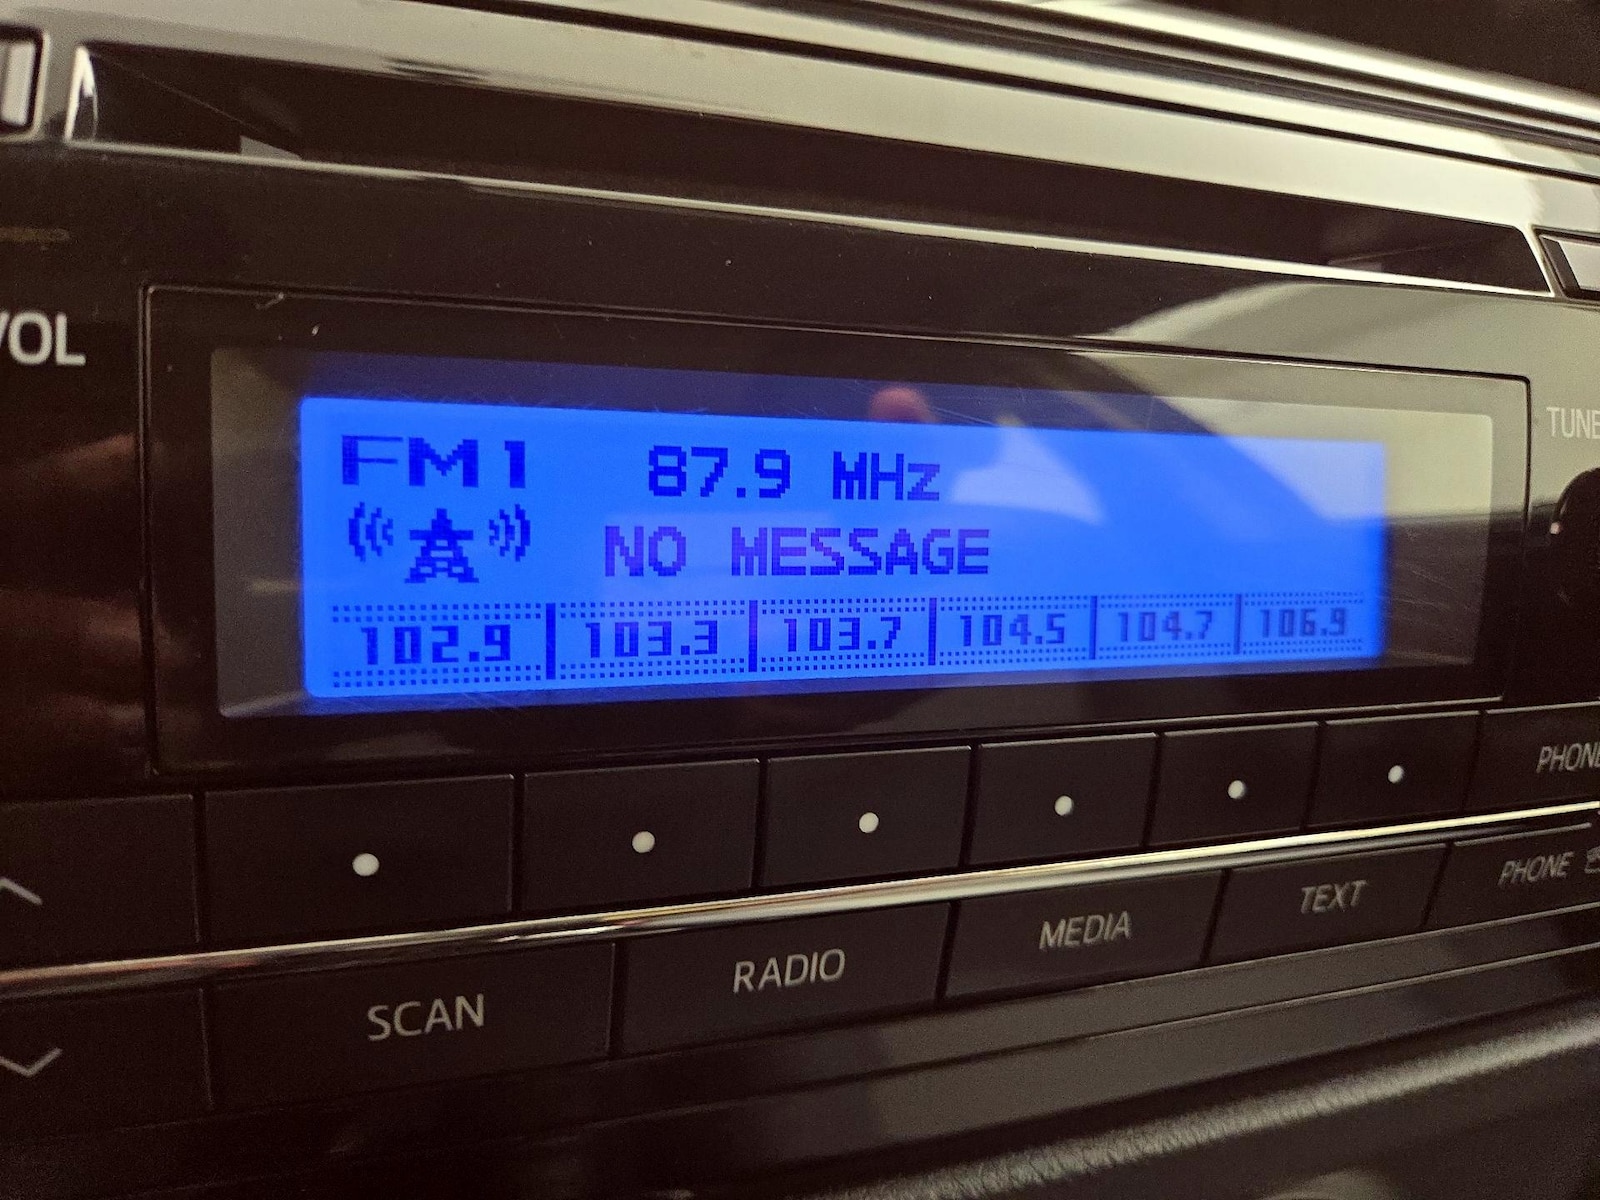 VOL
TUNE
FM1 87.9 MHz
NO MESSAGE
102.9 103.3 103.7 104.5 104.7 106.9
PHONE
SCAN RADIO MEDIA TEXT PHONE